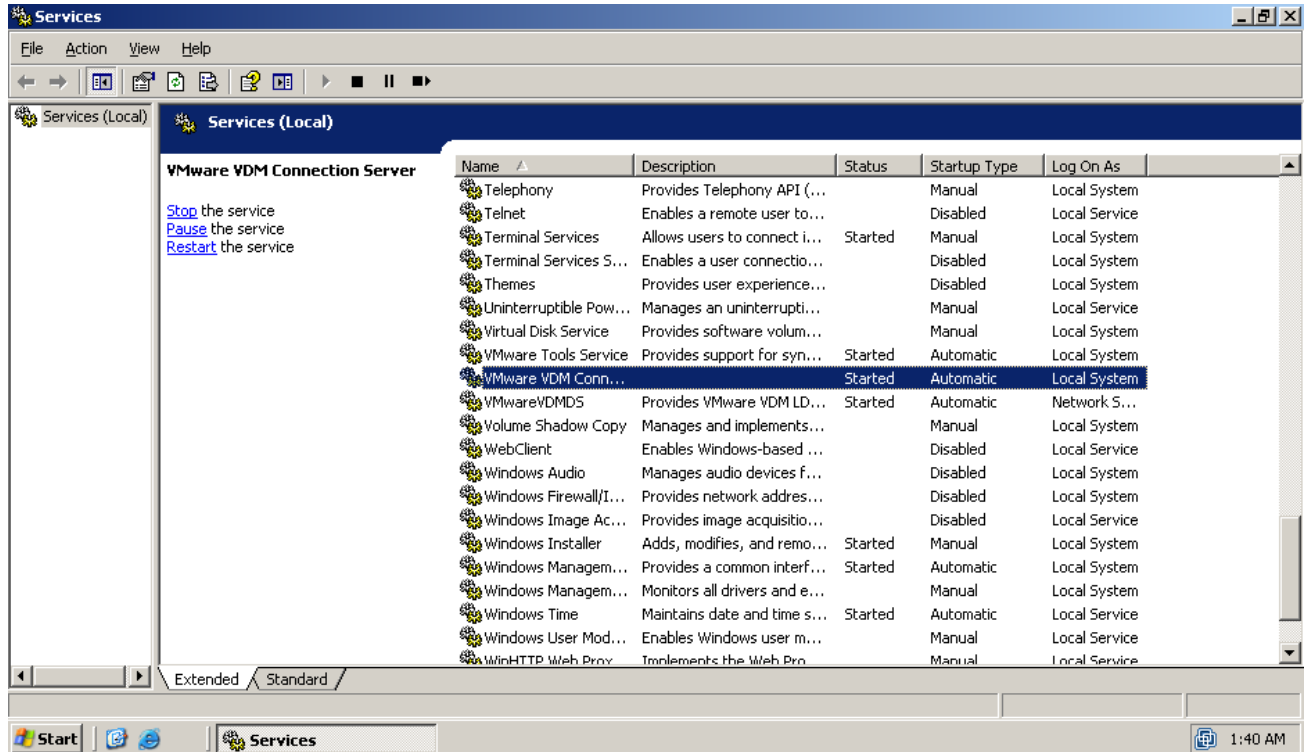 Services
File Action View Help
Services (Local)
Services (Local)
VMware VDM Connection Server
Stop the service
Pause the service
Restart the service
Name Description Status Startup Type Log On As
Telephony Provides Telephony API (... Manual Local System
Telnet Enables a remote user to... Disabled Local Service
Terminal Services Allows users to connect i... Started Manual Local System
Terminal Services S... Enables a user connectio... Disabled Local System
Themes Provides user experience... Disabled Local System
Uninterruptible Pow... Manages an uninterrupti... Manual Local Service
Virtual Disk Service Provides software volum... Manual Local System
VMware Tools Service Provides support for syn... Started Automatic Local System
VMware VDM Conn... Started Automatic Local System
VMwareVDMDS Provides VMware VDM LD... Started Automatic Network S...
Volume Shadow Copy Manages and implements... Manual Local System
WebClient Enables Windows-based ... Disabled Local Service
Windows Audio Manages audio devices f... Disabled Local System
Windows Firewall/I... Provides network addres... Disabled Local System
Windows Image Ac... Provides image acquisitio... Disabled Local Service
Windows Installer Adds, modifies, and remo... Started Manual Local System
Windows Managem... Provides a common interf... Started Automatic Local System
Windows Managem... Monitors all drivers and e... Manual Local System
Windows Time Maintains date and time s... Started Automatic Local Service
Windows User Mod... Enables Windows user m... Manual Local Service
WinHTTP Web Prox Implements the Web Pro Manual Local Service
Extended Standard
Start Services 1:40 AM